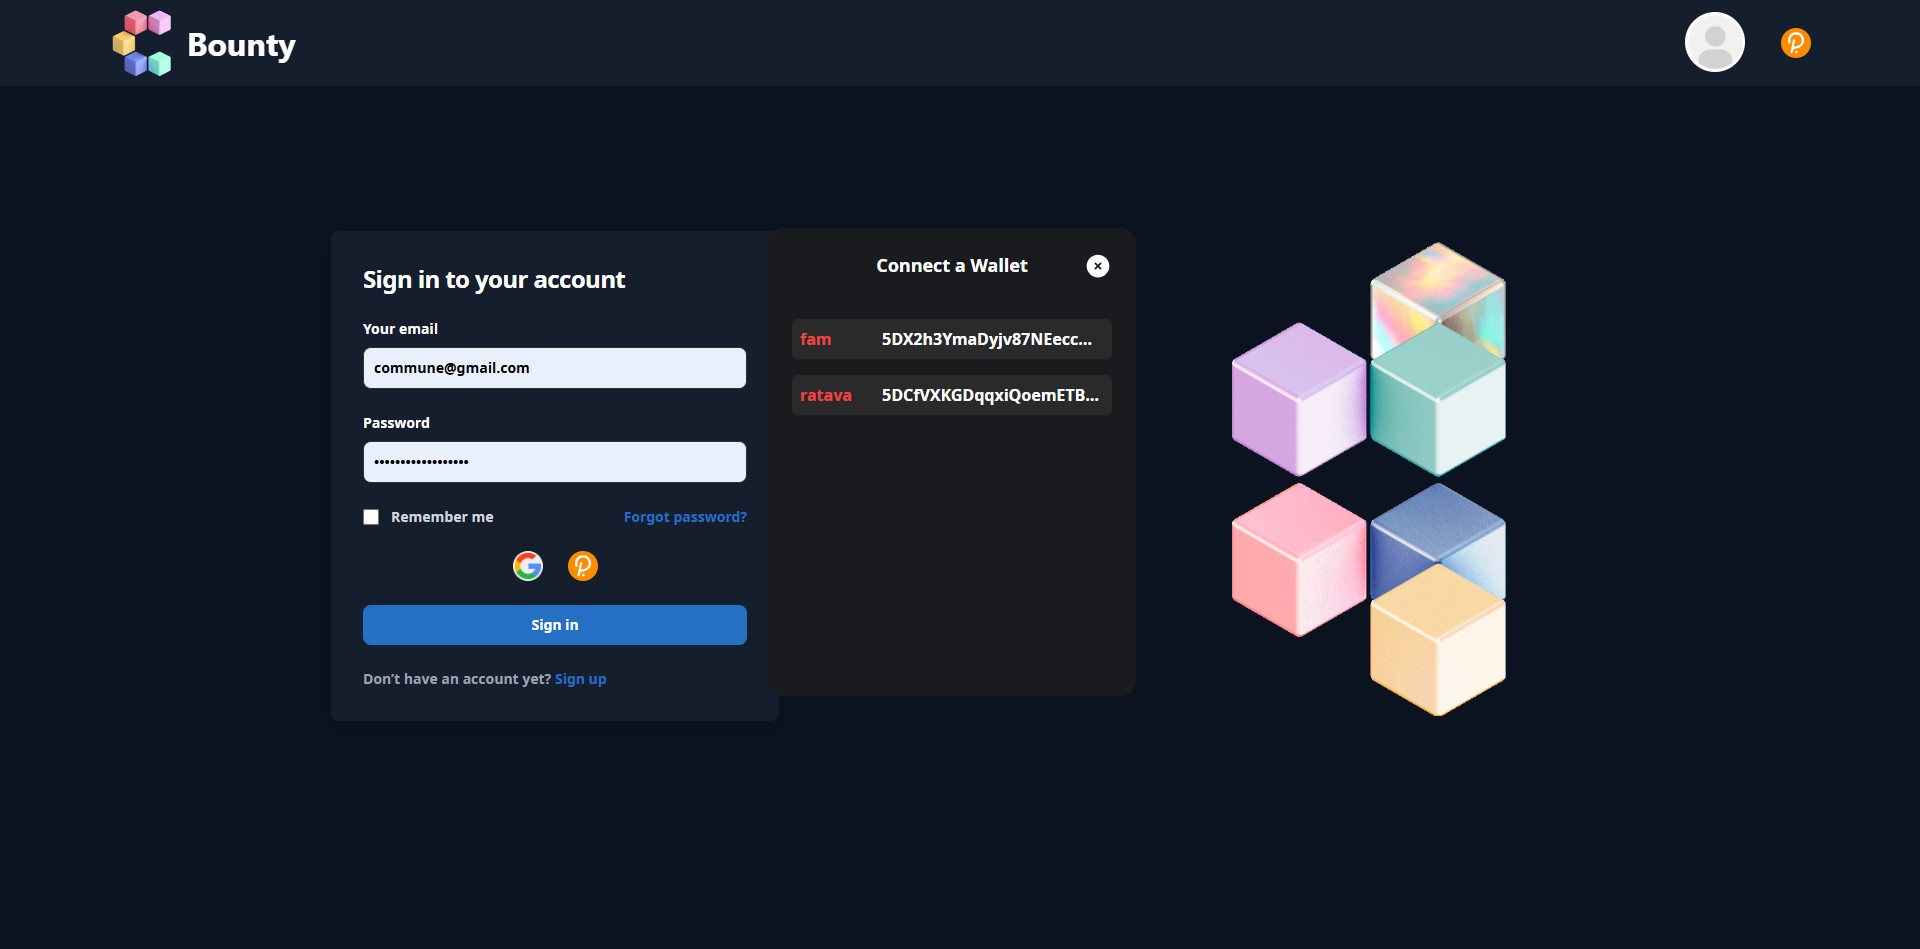 Bounty
Sign in to your account
Your email
commune@gmail.com
Password
••••••••••••••••••
Remember me
Forgot password?
Sign in
Don't have an account yet? Sign up
Connect a Wallet
fam 5DX2h3YmaDyjv87NEecc...
ratava 5DCfVXKGDqqxiQoemETB...